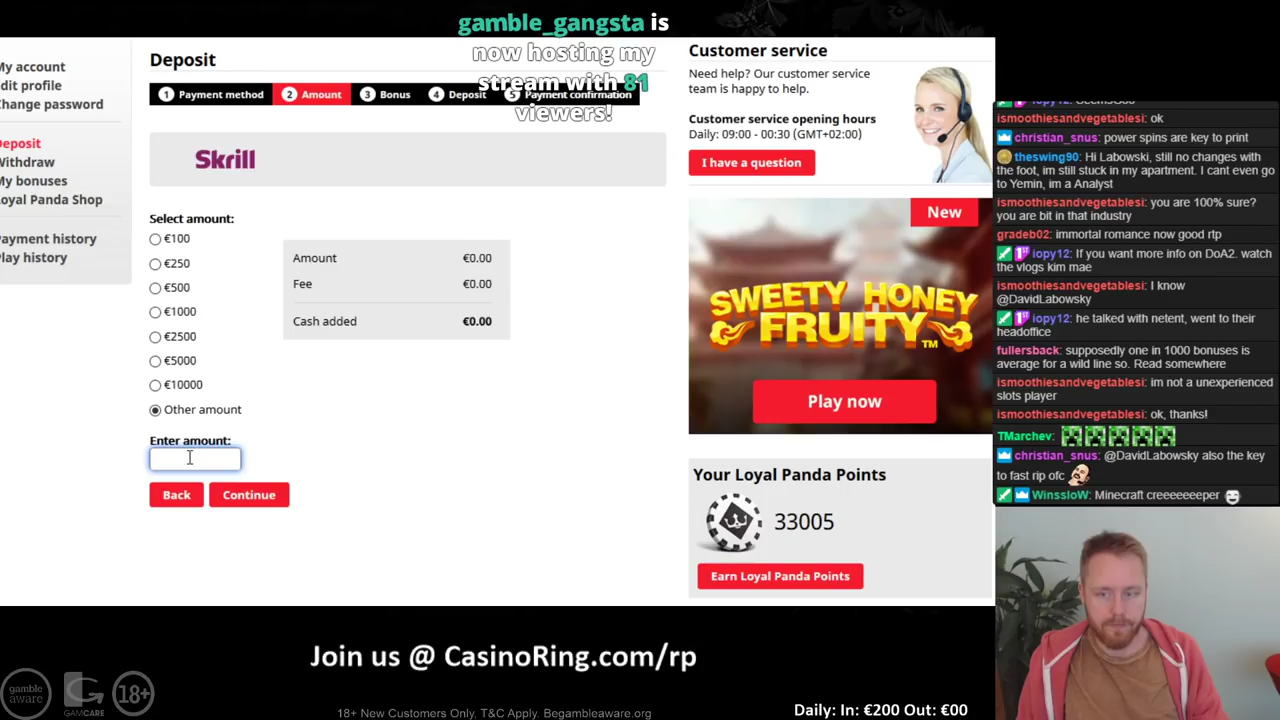 gamble_gangsta is
now hosting my
stream with 81
viewers!
My account
dit profile
Change password
Deposit
Withdraw
My bonuses
oyal Panda Shop
Payment history
Play history
Deposit
1 Payment method
2 Amount
3 Bonus
4 Deposit
5 Payment confirmation
Skrill
Select amount:
€100
€250
€500
€1000
€2500
€5000
€10000
Other amount
Amount €0.00
Fee €0.00
Cash added €0.00
Enter amount:
Back
Continue
Customer service
Need help? Our customer service
team is happy to help.
Customer service opening hours
Daily: 09:00 - 00:30 (GMT+02:00)
I have a question
New
SWEETY HONEY
FRUITY™
Play now
Your Loyal Panda Points
33005
Earn Loyal Panda Points
ismoothiesandvegetablesi: ok
christian_snus: power spins are key to print
theswing90: Hi Labowski, still no changes with
the foot, im still stuck in my apartment. I cant even go
to Yemin, im a Analyst
ismoothiesandvegetablesi: you are 100% sure?
you are bit in that industry
gradeb02: immortal romance now good rtp
iopy12: If you want more info on DoA2. watch
the vlogs kim mae
ismoothiesandvegetablesi: I know
@DavidLabowsky
iopy12: he talked with netent, went to their
headoffice
fullersback: supposedly one in 1000 bonuses is
average for a wild line so. Read somewhere
ismoothiesandvegetablesi: im not a unexperienced
slots player
ismoothiesandvegetablesi: ok, thanks!
TMarchev:
christian_snus: @DavidLabowsky also the key
to fast rip ofc
WinssloW: Minecraft creeeeeeeper
Join us @ CasinoRing.com/rp
gamble
aware
GAMCARE
18+
18+ New Customers Only, T&C Apply. Begambleaware.org
Daily: In: €200 Out: €00